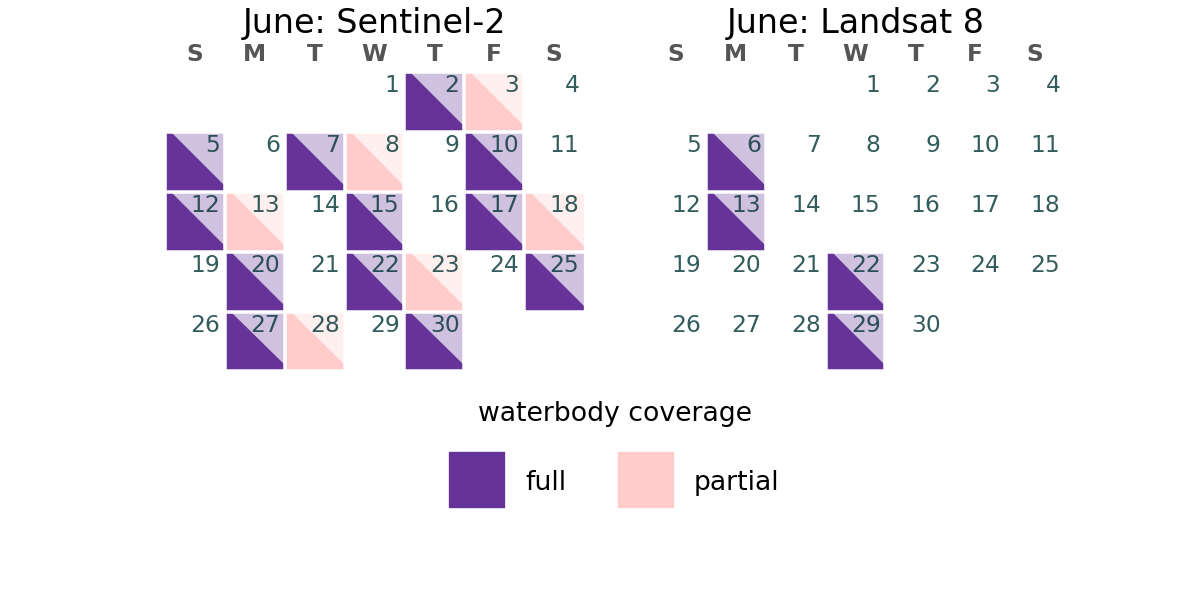 June: Sentinel-2
S M T W T F S
1 2 3 4
5 6 7 8 9 10 11
12 13 14 15 16 17 18
19 20 21 22 23 24 25
26 27 28 29 30
June: Landsat 8
S M T W T F S
1 2 3 4
5 6 7 8 9 10 11
12 13 14 15 16 17 18
19 20 21 22 23 24 25
26 27 28 29 30
waterbody coverage
full
partial